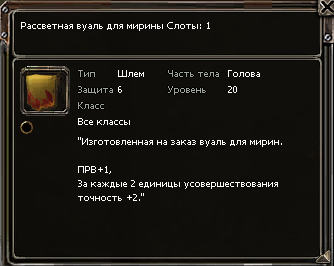 Рассветная вуаль для мирины Слоты: 1
Тип Шлем Часть тела Голова
Защита 6 Уровень 20
Класс
Все классы
"Изготовленная на заказ вуаль для мирин.
ПРВ+1,
За каждые 2 единицы усовершествования
точность +2."